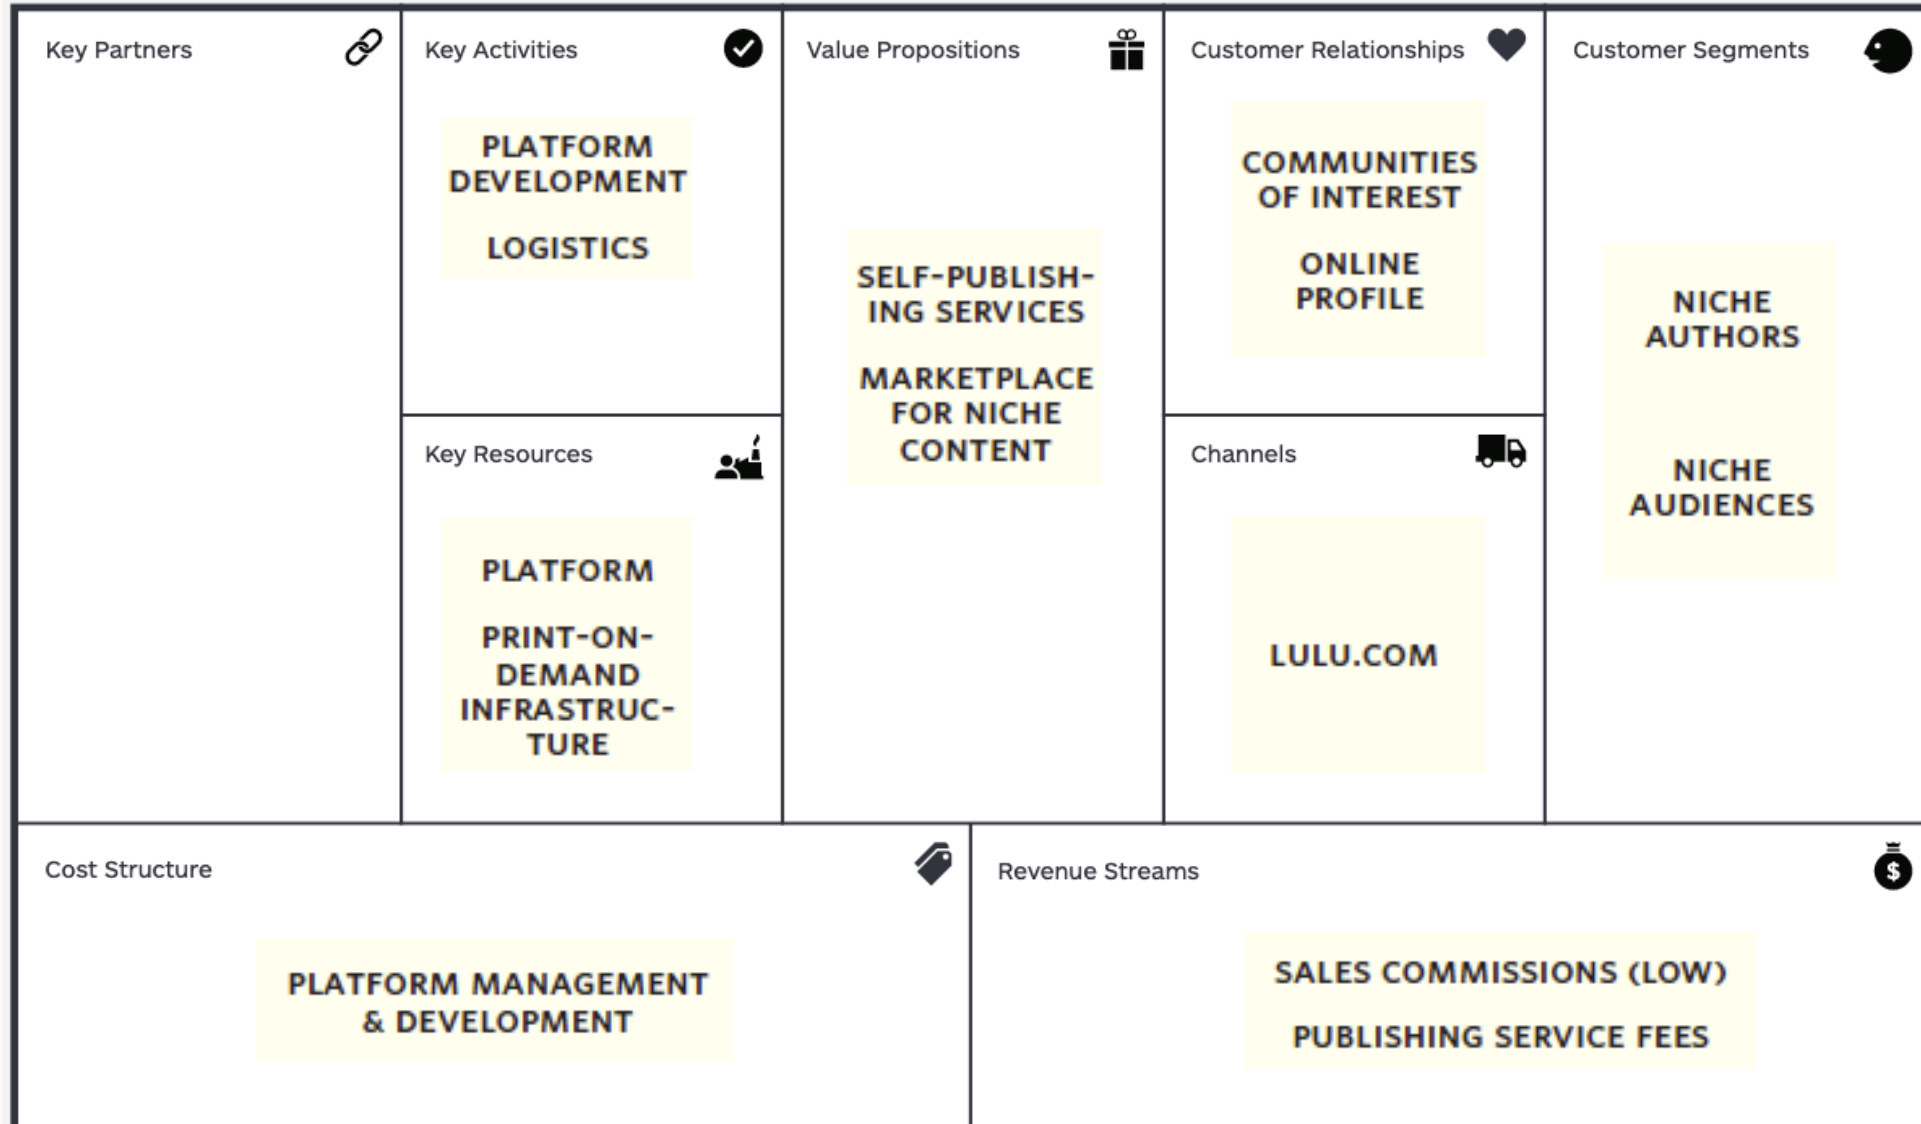 Key Partners
Key Activities
PLATFORM
DEVELOPMENT
LOGISTICS
Key Resources
PLATFORM
PRINT-ON-
DEMAND
INFRASTRUC-
TURE
Value Propositions
SELF-PUBLISH-
ING SERVICES
MARKETPLACE
FOR NICHE
CONTENT
Customer Relationships
COMMUNITIES
OF INTEREST
ONLINE
PROFILE
Channels
LULU.COM
Customer Segments
NICHE
AUTHORS
NICHE
AUDIENCES
Cost Structure
PLATFORM MANAGEMENT
& DEVELOPMENT
Revenue Streams
$
SALES COMMISSIONS (LOW)
PUBLISHING SERVICE FEES